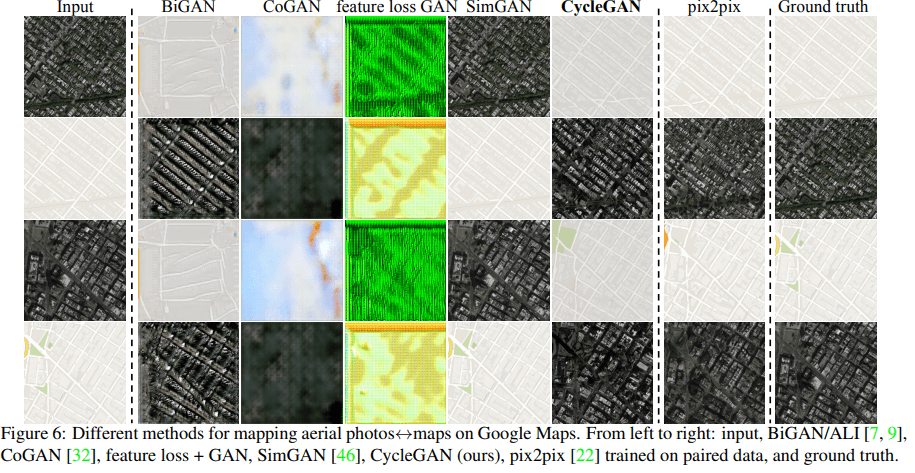 Input BiGAN CoGAN feature loss GAN SimGAN CycleGAN pix2pix Ground truth
Figure 6: Different methods for mapping aerial photos↔maps on Google Maps. From left to right: input, BiGAN/ALI [7, 9],
CoGAN [32], feature loss + GAN, SimGAN [46], CycleGAN (ours), pix2pix [22] trained on paired data, and ground truth.